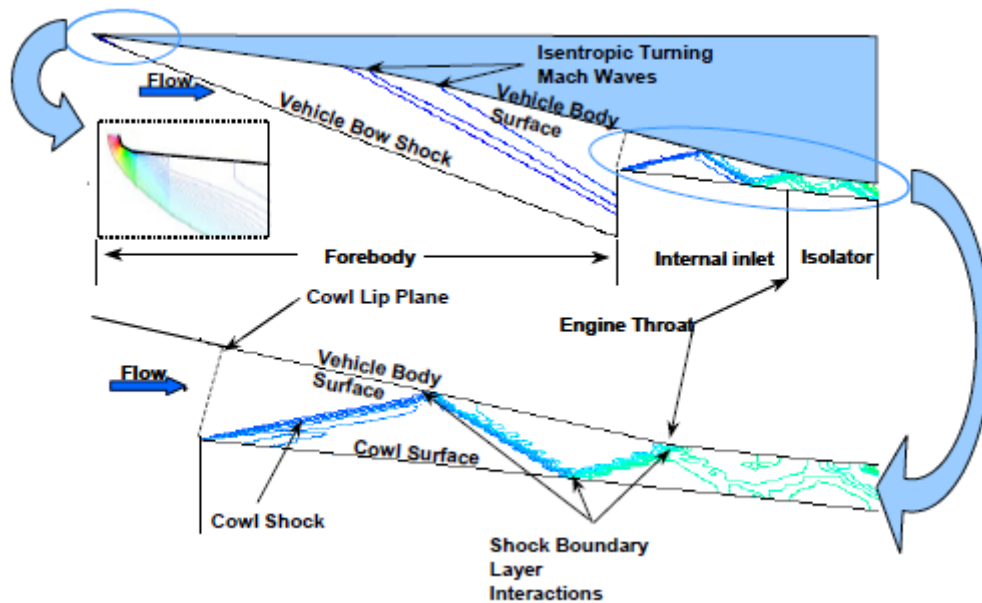 Isentropic Turning
Mach Waves
Flow
Vehicle Bow Shock
Vehicle Body
Surface
Forebody
Internal inlet
Isolator
Cowl Lip Plane
Engine Throat
Flow
Vehicle Body
Surface
Cowl Surface
Cowl Shock
Shock Boundary
Layer
Interactions